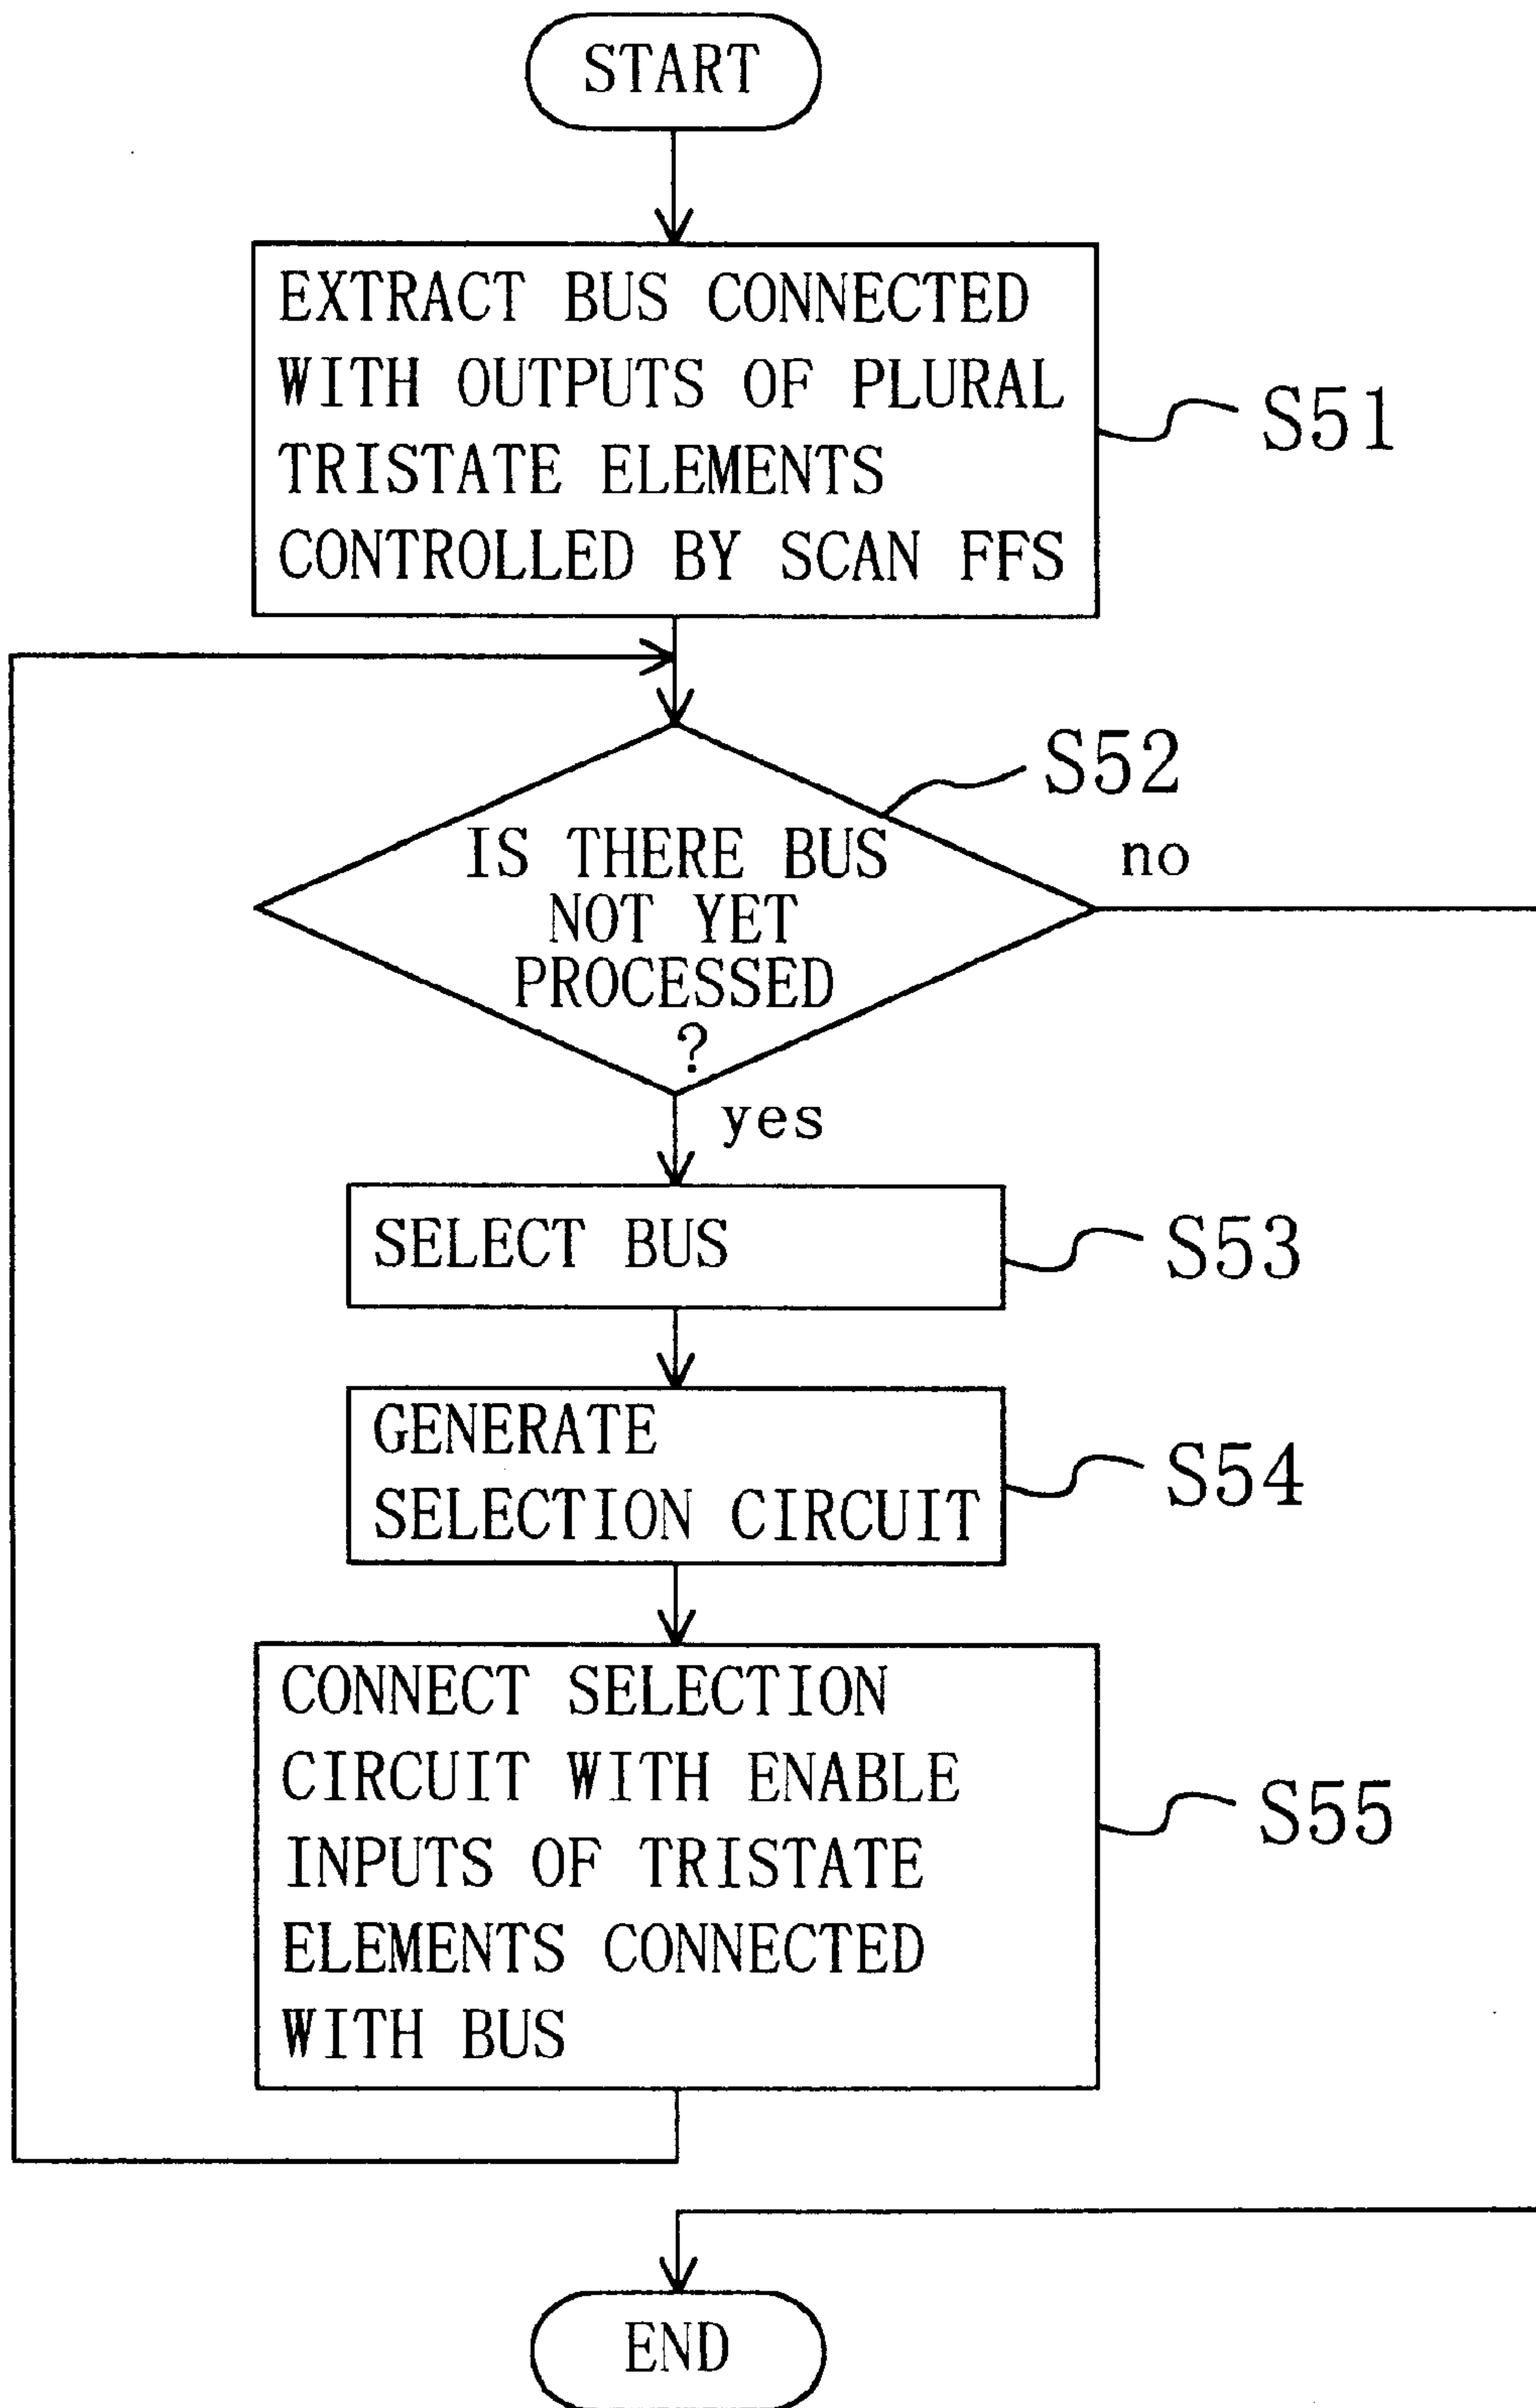 START
EXTRACT BUS CONNECTED
WITH OUTPUTS OF PLURAL
TRISTATE ELEMENTS
CONTROLLED BY SCAN FFS
S51
S52
IS THERE BUS
NOT YET
PROCESSED
?
no
yes
SELECT BUS
S53
GENERATE
SELECTION CIRCUIT
S54
CONNECT SELECTION
CIRCUIT WITH ENABLE
INPUTS OF TRISTATE
ELEMENTS CONNECTED
WITH BUS
S55
END